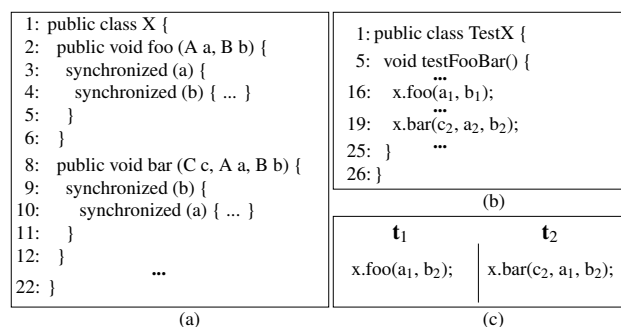 1: public class X {
2: public void foo (A a, B b) {
3: synchronized (a) {
4: synchronized (b) { ... }
5: }
6: }
8: public void bar (C c, A a, B b) {
9: synchronized (b) {
10: synchronized (a) { ... }
11: }
12: }
...
22: }
(a)
1: public class TestX {
5: void testFooBar() {
...
16: x.foo(a₁, b₁);
...
19: x.bar(c₂, a₂, b₂);
...
25: }
26: }
(b)
t₁ t₂
x.foo(a₁, b₂); x.bar(c₂, a₁, b₂);
(c)